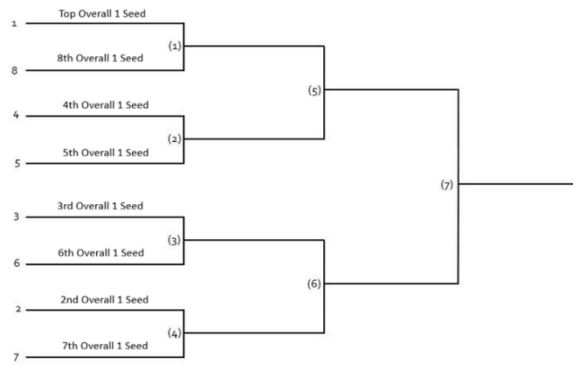 1 Top Overall 1 Seed
(1)
8 8th Overall 1 Seed
(5)
4 4th Overall 1 Seed
(2)
5 5th Overall 1 Seed
(7)
3 3rd Overall 1 Seed
(3)
6 6th Overall 1 Seed
(6)
2 2nd Overall 1 Seed
(4)
7 7th Overall 1 Seed